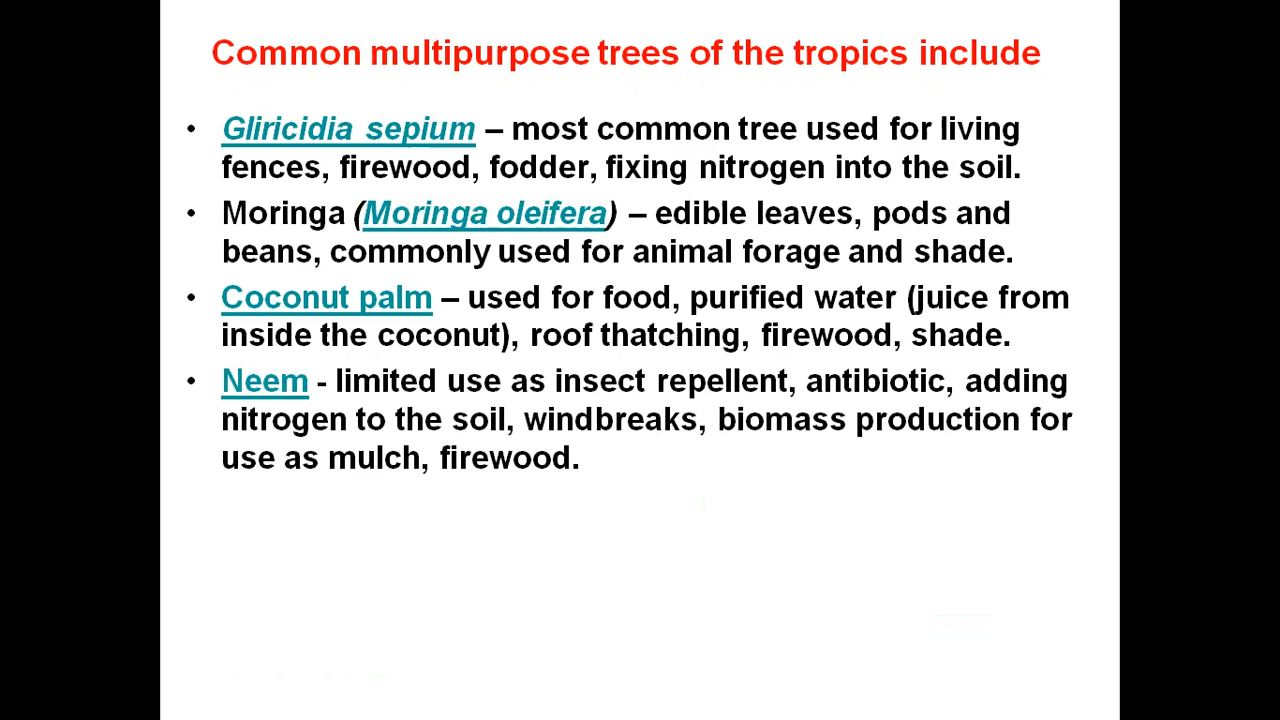 Common multipurpose trees of the tropics include
• Gliricidia sepium – most common tree used for living
fences, firewood, fodder, fixing nitrogen into the soil.
• Moringa (Moringa oleifera) – edible leaves, pods and
beans, commonly used for animal forage and shade.
• Coconut palm – used for food, purified water (juice from
inside the coconut), roof thatching, firewood, shade.
• Neem - limited use as insect repellent, antibiotic, adding
nitrogen to the soil, windbreaks, biomass production for
use as mulch, firewood.